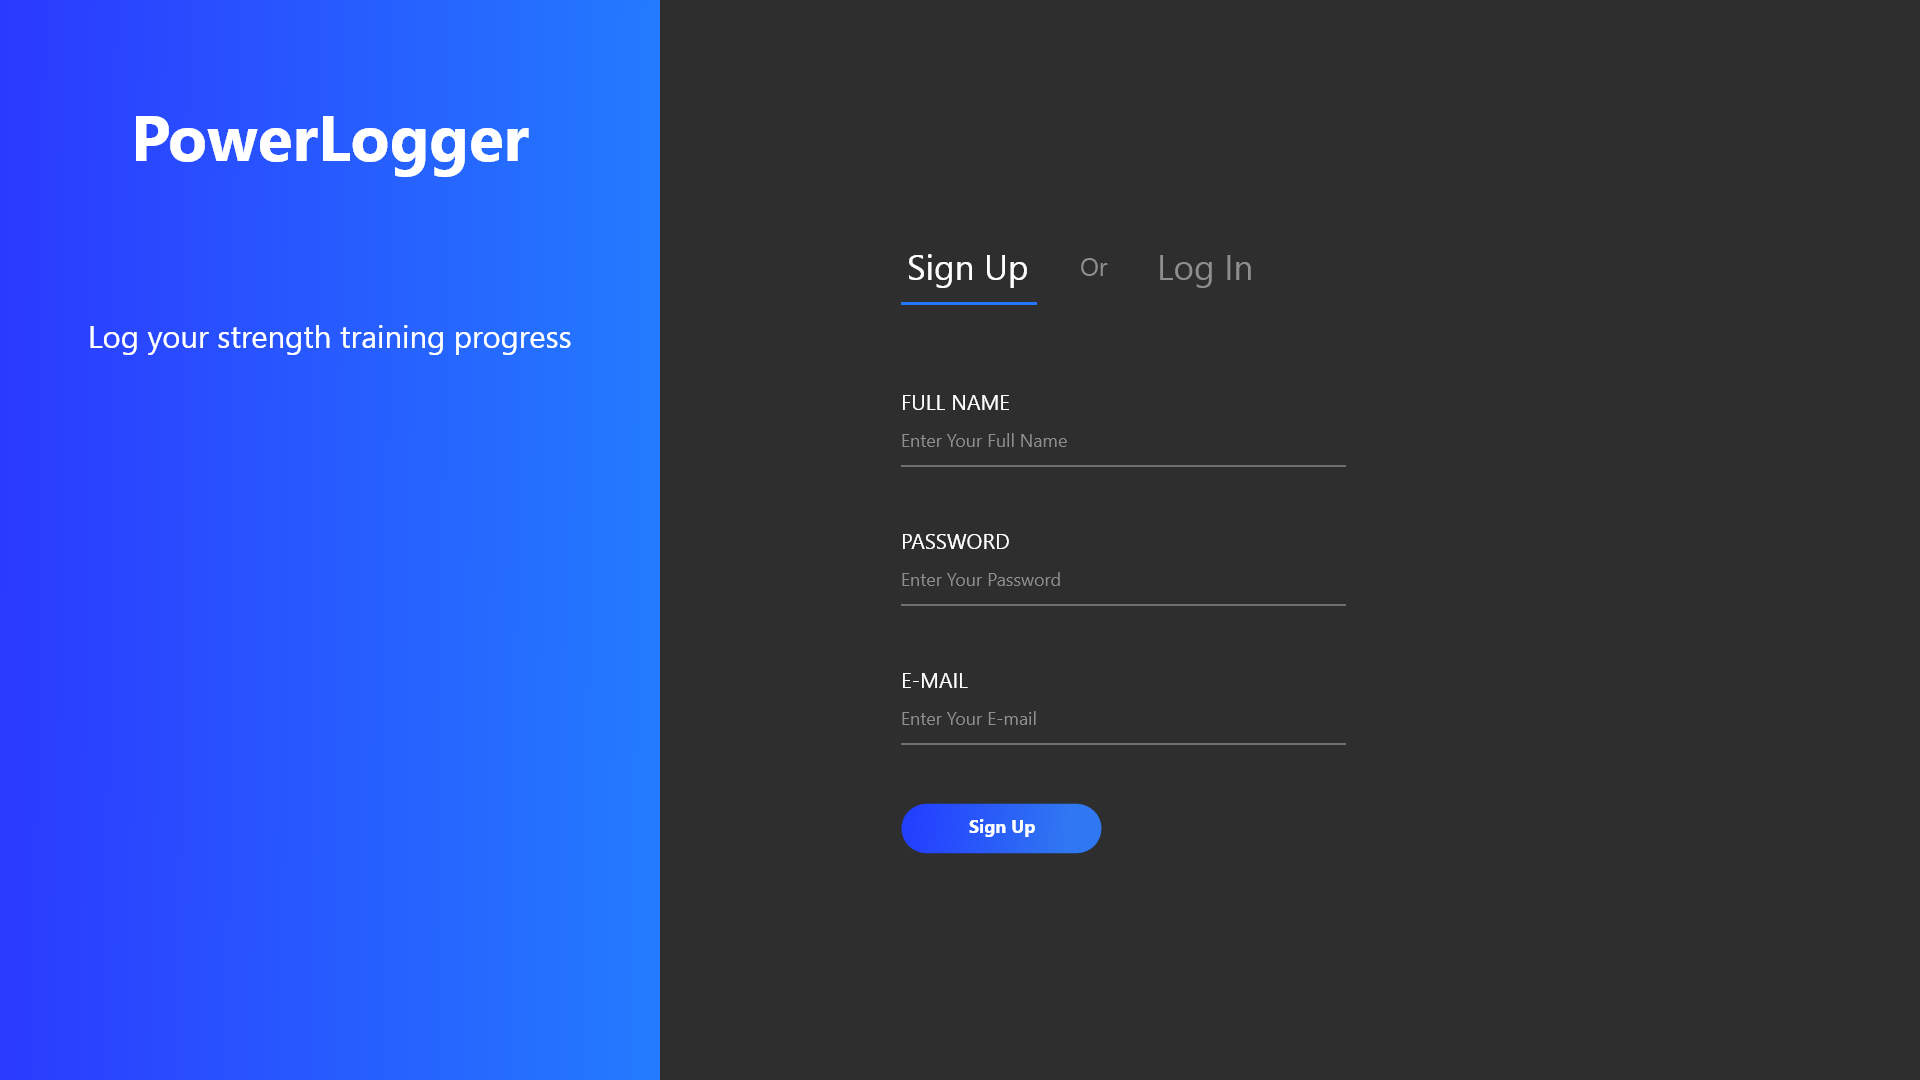 PowerLogger
Log your strength training progress
Sign Up Or Log In
FULL NAME
Enter Your Full Name
PASSWORD
Enter Your Password
E-MAIL
Enter Your E-mail
Sign Up